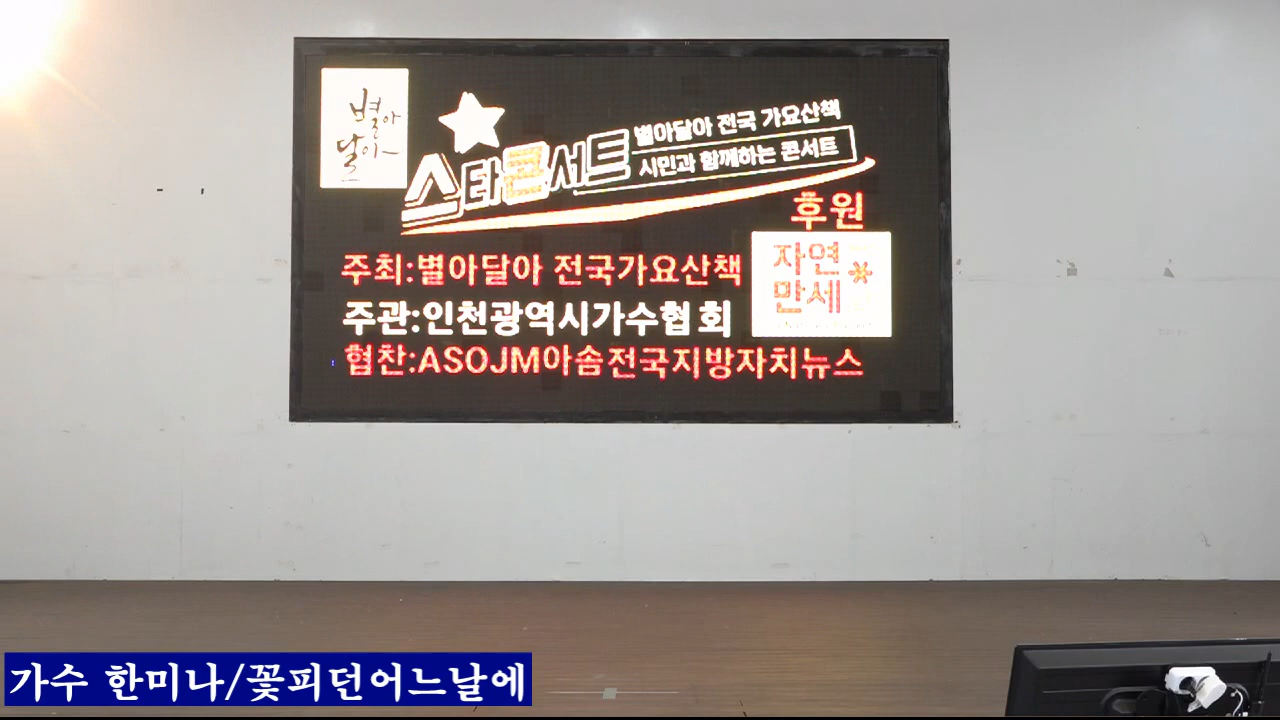 별아
달아
스타콘서트
별아달아 전국 가요산책
시민과 함께하는 콘서트
후원
자연
만세
주최:별아달아 전국가요산책
주관:인천광역시가수협회
협찬:ASOJM아솜전국지방자치뉴스
가수 한미나/꽃피던어느날에